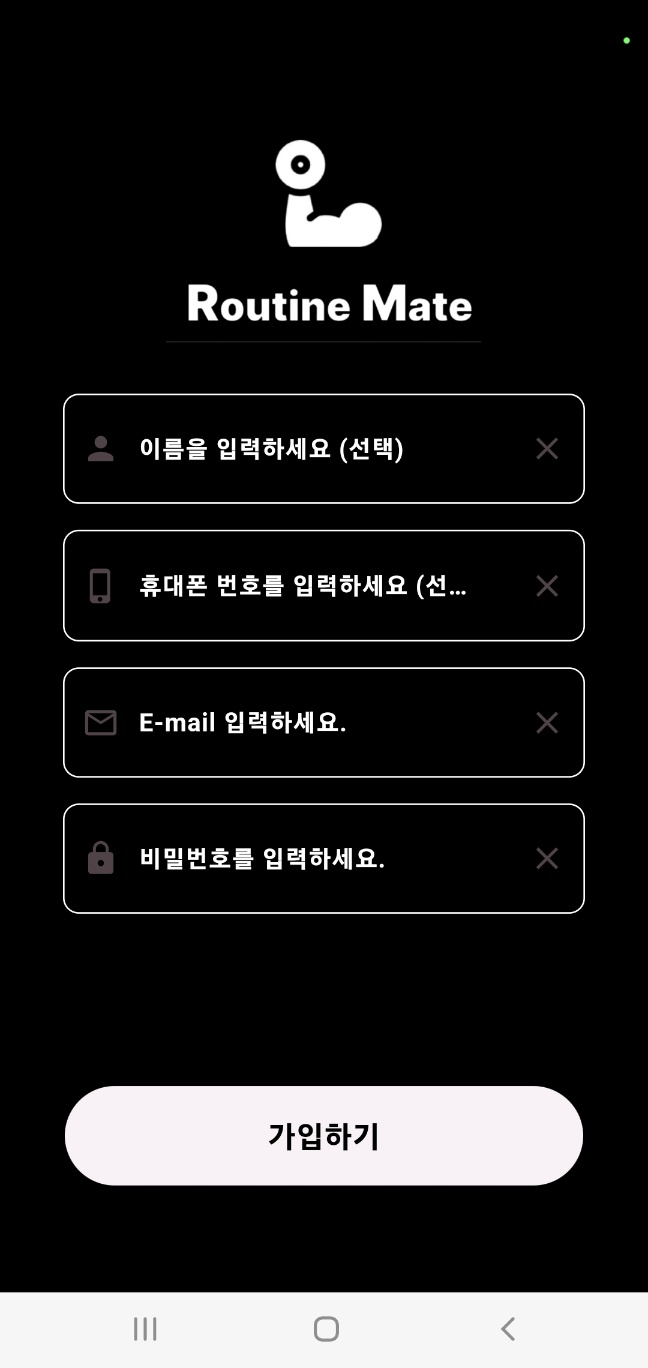 Routine Mate
이름을 입력하세요 (선택)
휴대폰 번호를 입력하세요 (선...
E-mail 입력하세요.
비밀번호를 입력하세요.
가입하기